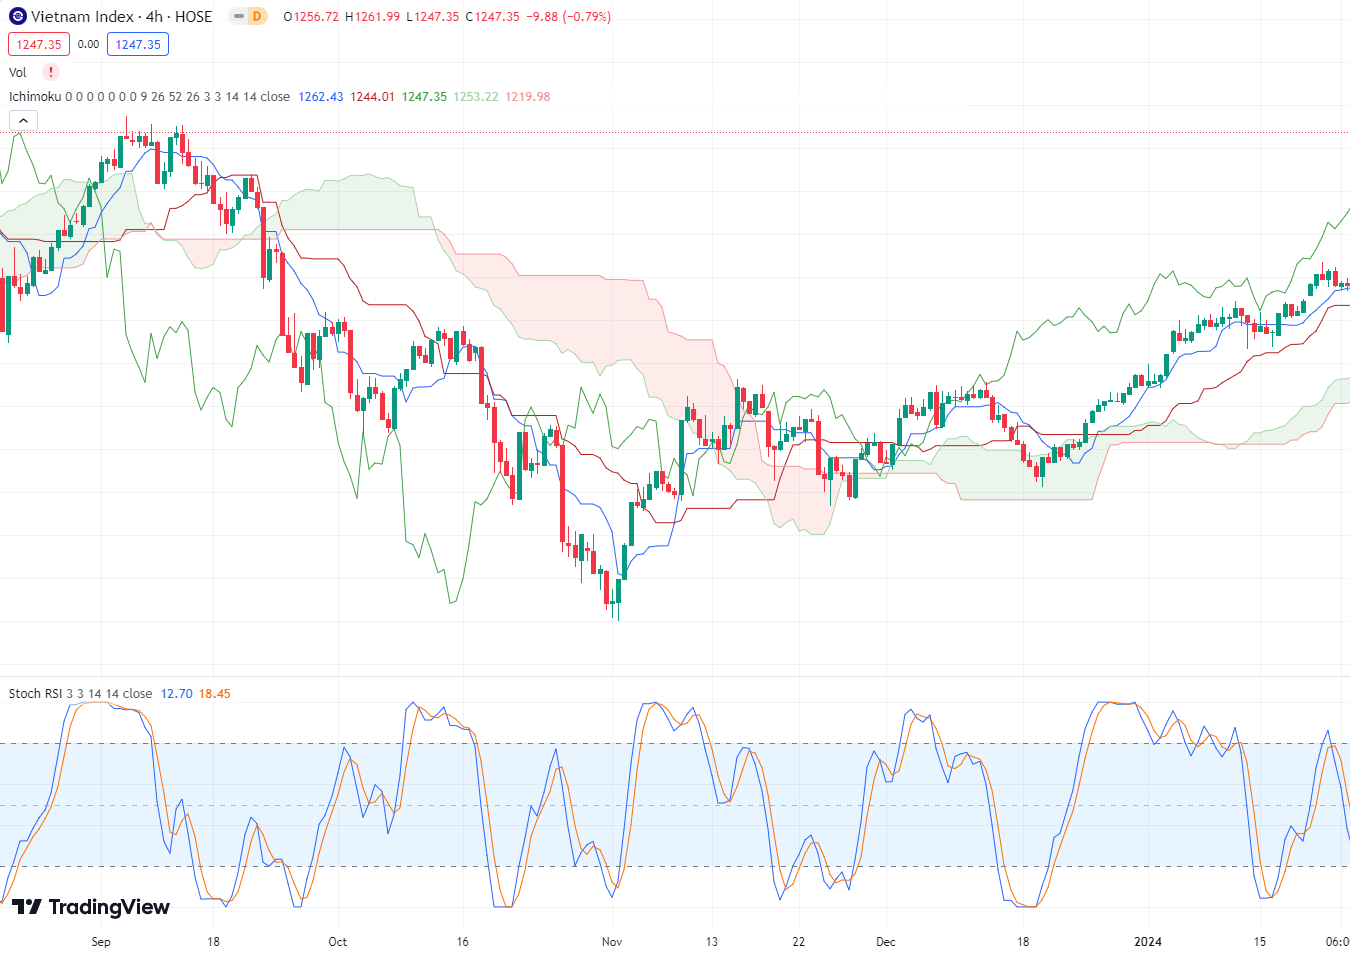 Vietnam Index · 4h · HOSE D O1256.72 H1261.99 L1247.35 C1247.35 −9.88 (−0.79%)
1247.35 0.00 1247.35
Vol !
Ichimoku 0 0 0 0 0 0 0 9 26 52 26 3 3 14 14 close 1262.43 1244.01 1247.35 1253.22 1219.98
Stoch RSI 3 3 14 14 close 12.70 18.45
TradingView
Sep 18 Oct 16 Nov 13 22 Dec 18 2024 15 06:0